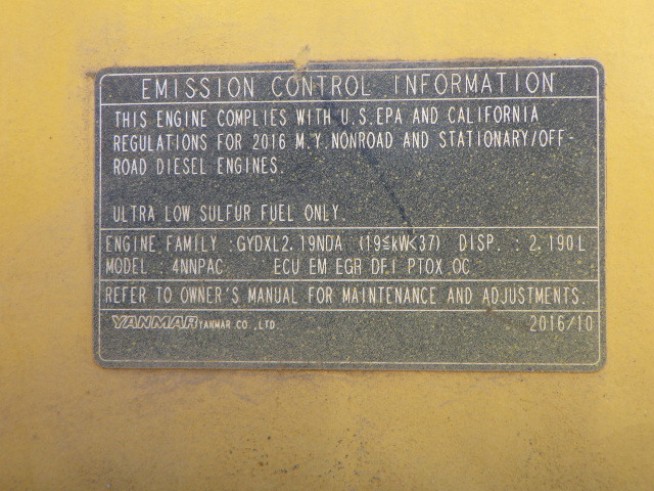 EMISSION CONTROL INFORMATION
THIS ENGINE COMPLIES WITH U.S.EPA AND CALIFORNIA
REGULATIONS FOR 2016 M.Y.NONROAD AND STATIONARY/OFF-
ROAD DIESEL ENGINES.
ULTRA LOW SULFUR FUEL ONLY.
ENGINE FAMILY :GYDXL2.19NDA (19≦kW<37) DISP. : 2.190L
MODEL : 4NNPAC ECU EM EGR DFI PTOX OC
REFER TO OWNER'S MANUAL FOR MAINTENANCE AND ADJUSTMENTS.
YANMAR YANMAR CO.,LTD. 2016/10